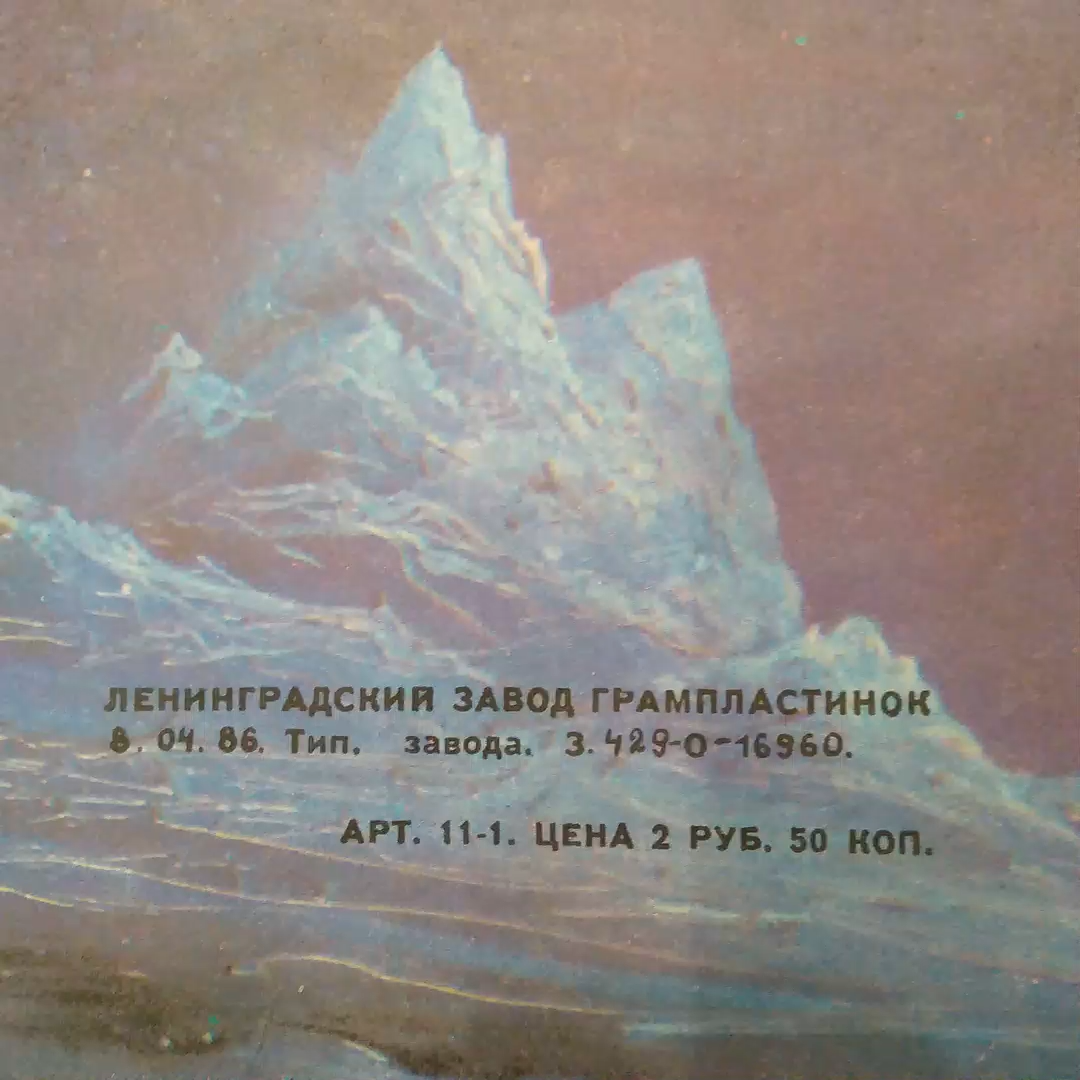 ЛЕНИНГРАДСКИЙ ЗАВОД ГРАМПЛАСТИНОК
8. 04. 86. Тип. завода. З. 429-0-16960.
АРТ. 11-1. ЦЕНА 2 РУБ. 50 КОП.